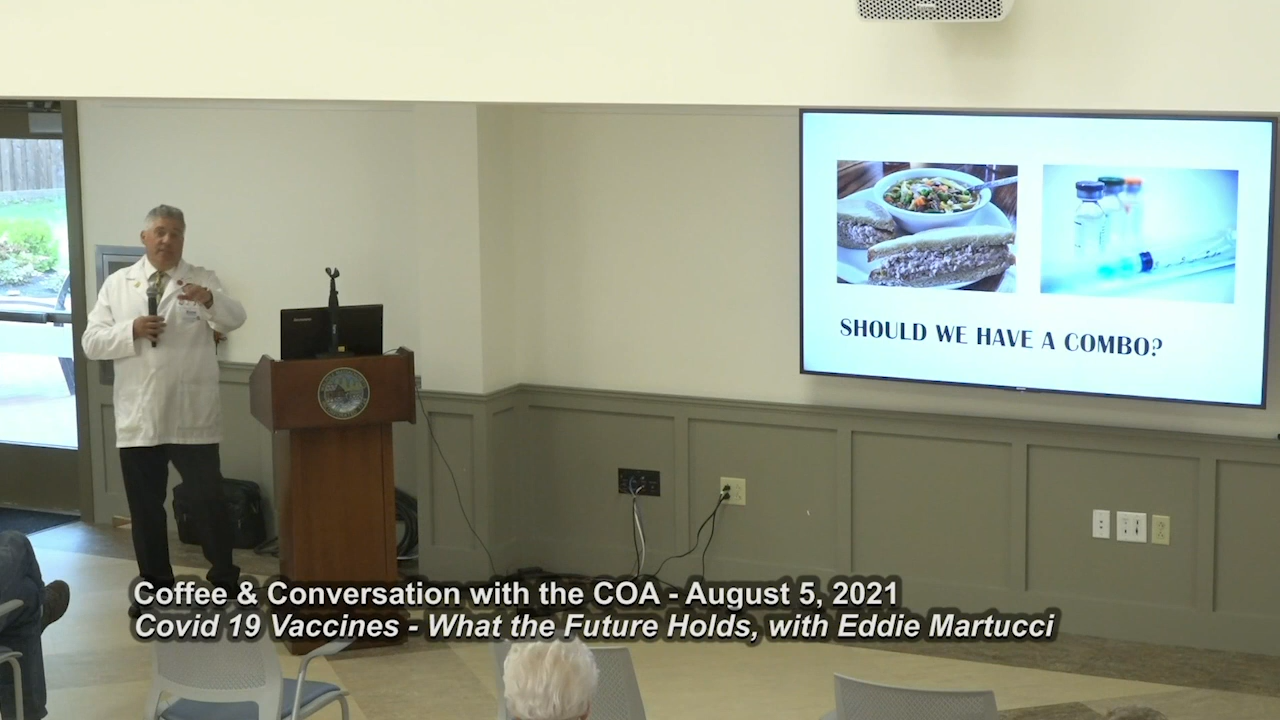 SHOULD WE HAVE A COMBO?
Coffee & Conversation with the COA - August 5, 2021
Covid 19 Vaccines - What the Future Holds, with Eddie Martucci